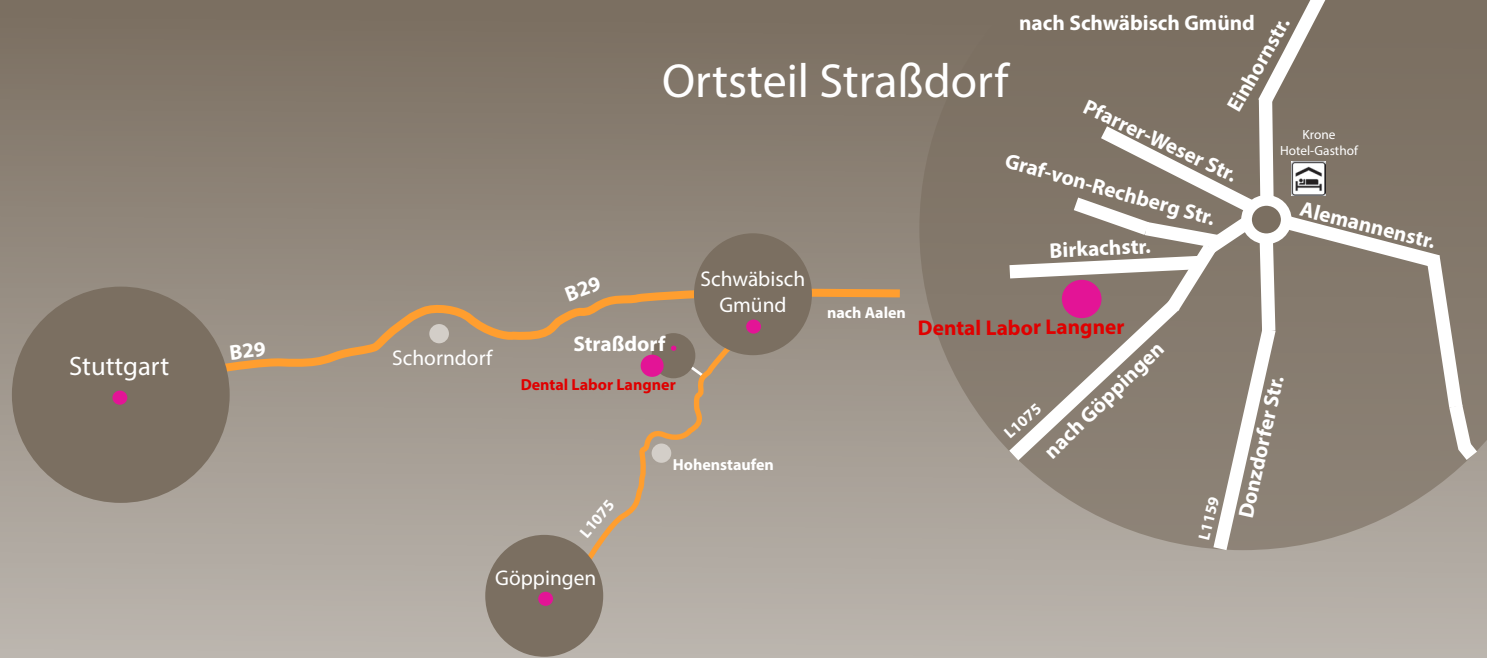 nach Schwäbisch Gmünd
Ortsteil Straßdorf
Einhornstr.
Pfarrer-Weser Str.
Krone
Hotel-Gasthof
Graf-von-Rechberg Str.
Alemannenstr.
Birkachstr.
Dental Labor Langner
L1075
nach Göppingen
Donzdorfer Str.
L1159
Stuttgart
B29
Schorndorf
B29
Schwäbisch
Gmünd
nach Aalen
Straßdorf
Dental Labor Langner
Hohenstaufen
L1075
Göppingen